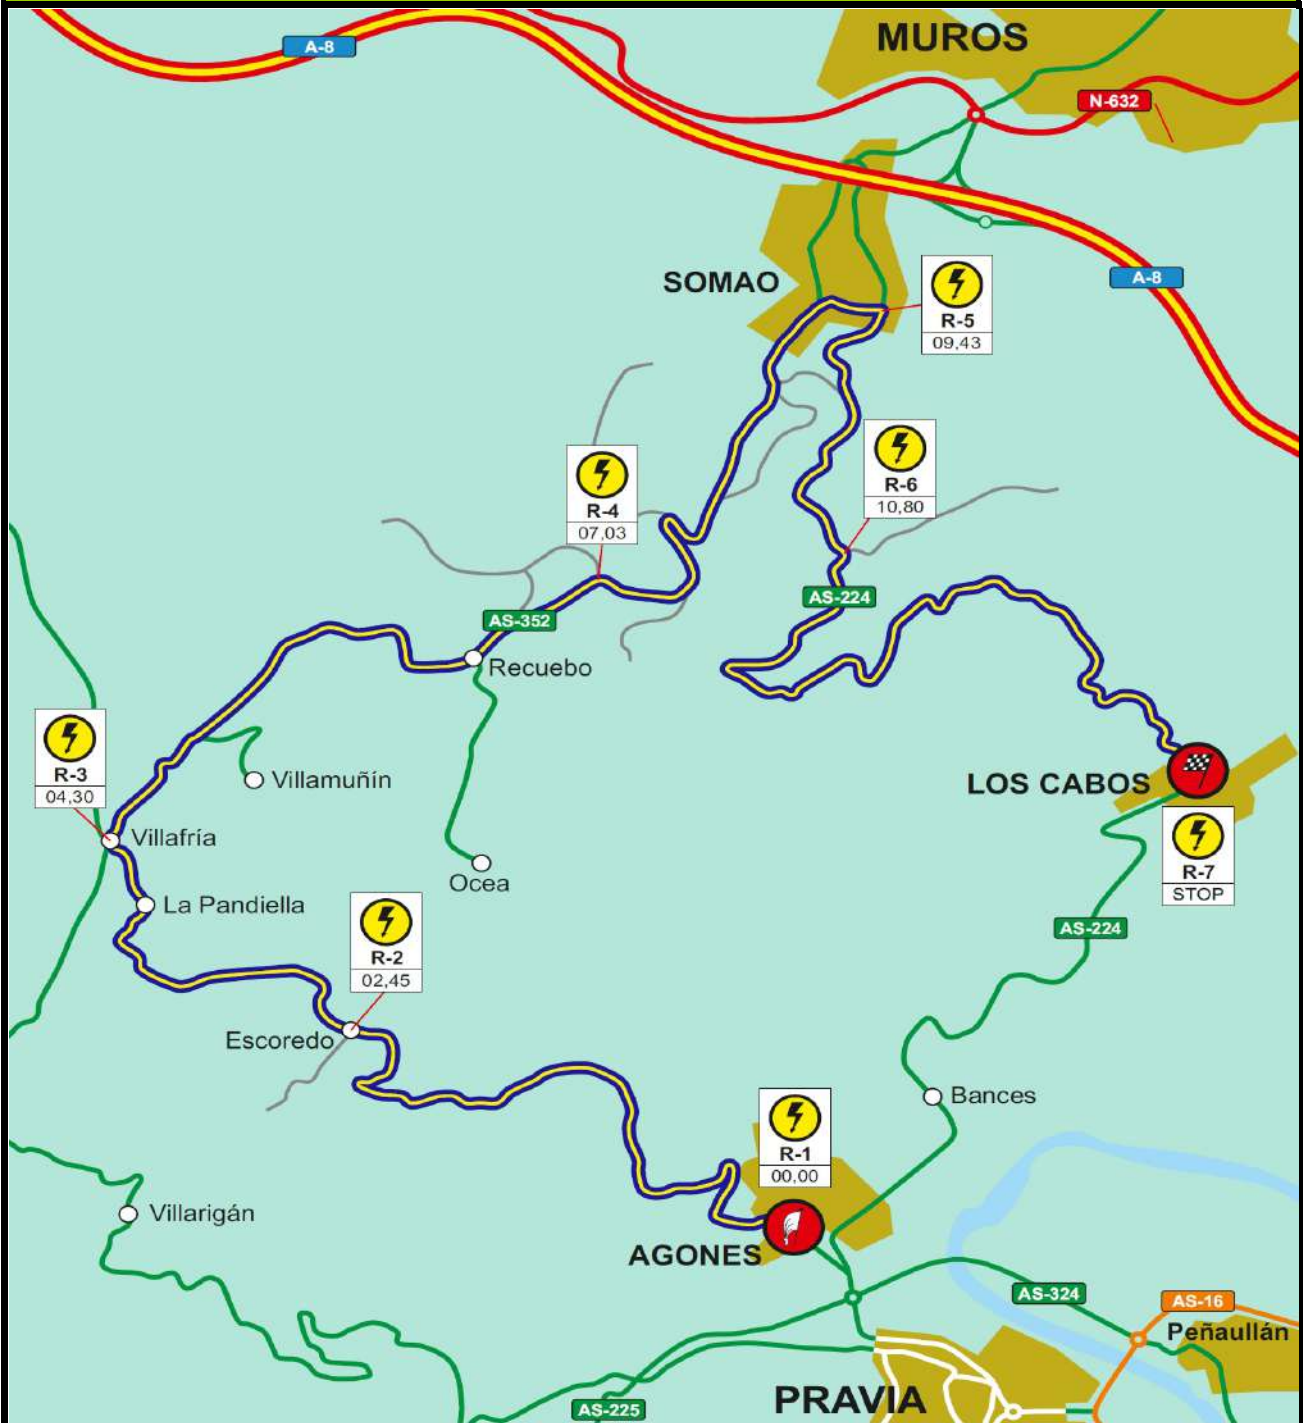 MUROS
A-8
N-632
SOMAO
A-8
R-5
09,43
R-6
10,80
R-4
07,03
AS-224
AS-352
Recuebo
R-3
04,30
Villamuñín
LOS CABOS
Villafría
R-7
STOP
Ocea
La Pandiella
AS-224
R-2
02,45
Escoredo
Bances
R-1
00,00
Villarigán
AGONES
AS-324
AS-16
Peñaullán
PRAVIA
AS-225